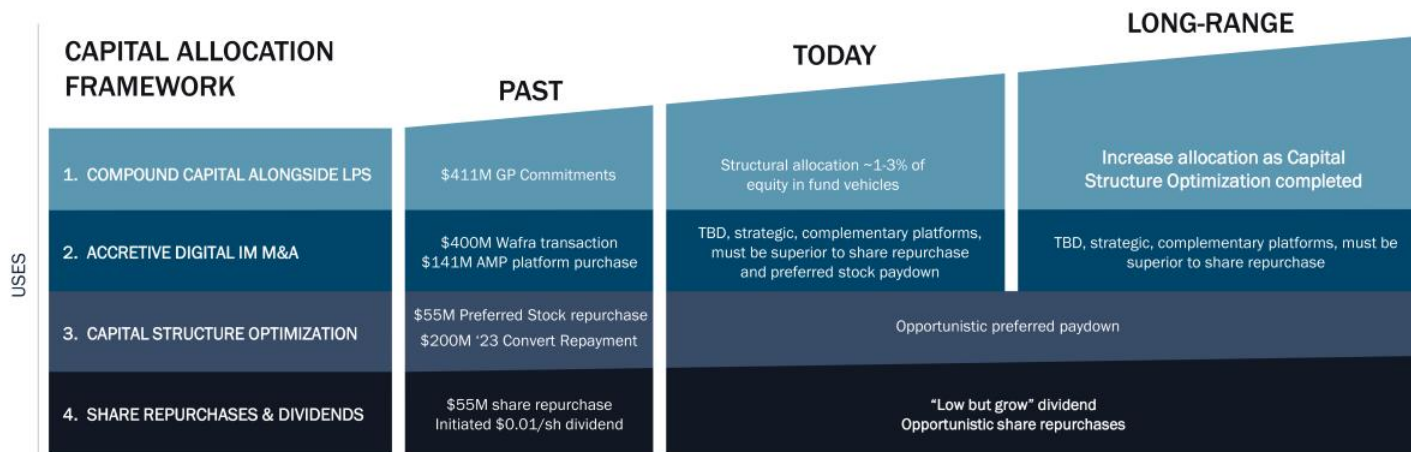 CAPITAL ALLOCATION
FRAMEWORK
PAST
TODAY
LONG-RANGE
USES
1. COMPOUND CAPITAL ALONGSIDE LPS
$411M GP Commitments
Structural allocation ~1-3% of
equity in fund vehicles
Increase allocation as Capital
Structure Optimization completed
2. ACCRETIVE DIGITAL IM M&A
$400M Wafra transaction
$141M AMP platform purchase
TBD, strategic, complementary platforms,
must be superior to share repurchase
and preferred stock paydown
TBD, strategic, complementary platforms, must be
superior to share repurchase
3. CAPITAL STRUCTURE OPTIMIZATION
$55M Preferred Stock repurchase
$200M ‘23 Convert Repayment
Opportunistic preferred paydown
4. SHARE REPURCHASES & DIVIDENDS
$55M share repurchase
Initiated $0.01/sh dividend
“Low but grow” dividend
Opportunistic share repurchases